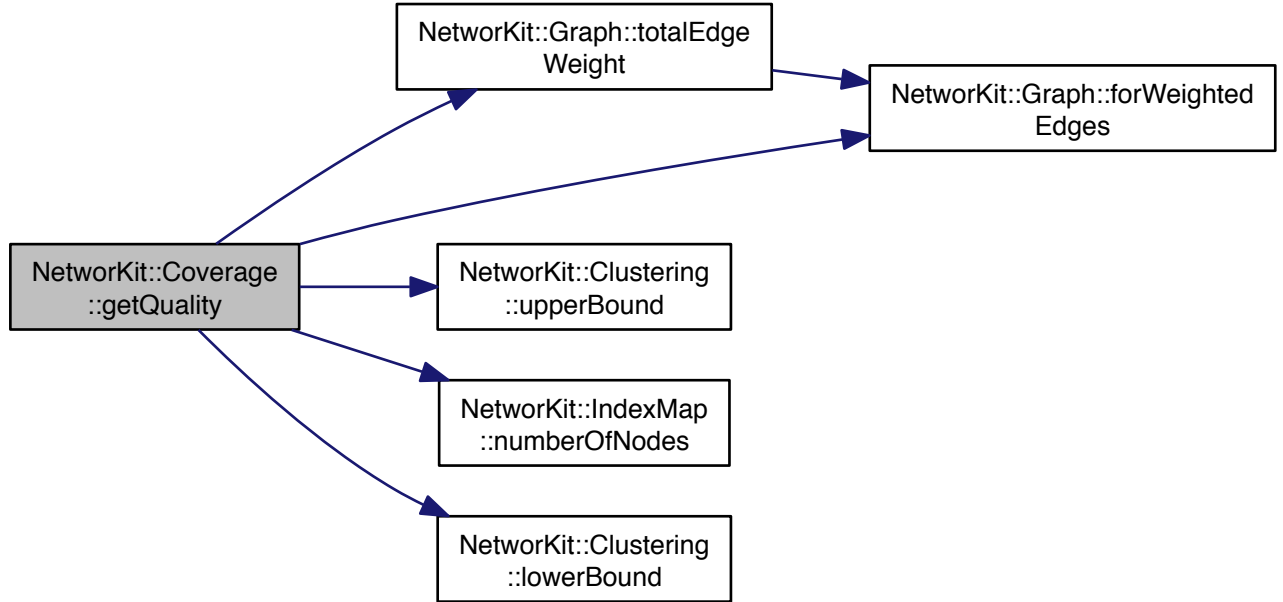 NetworKit::Graph::totalEdge
Weight
NetworKit::Graph::forWeighted
Edges
NetworKit::Coverage
::getQuality
NetworKit::Clustering
::upperBound
NetworKit::IndexMap
::numberOfNodes
NetworKit::Clustering
::lowerBound